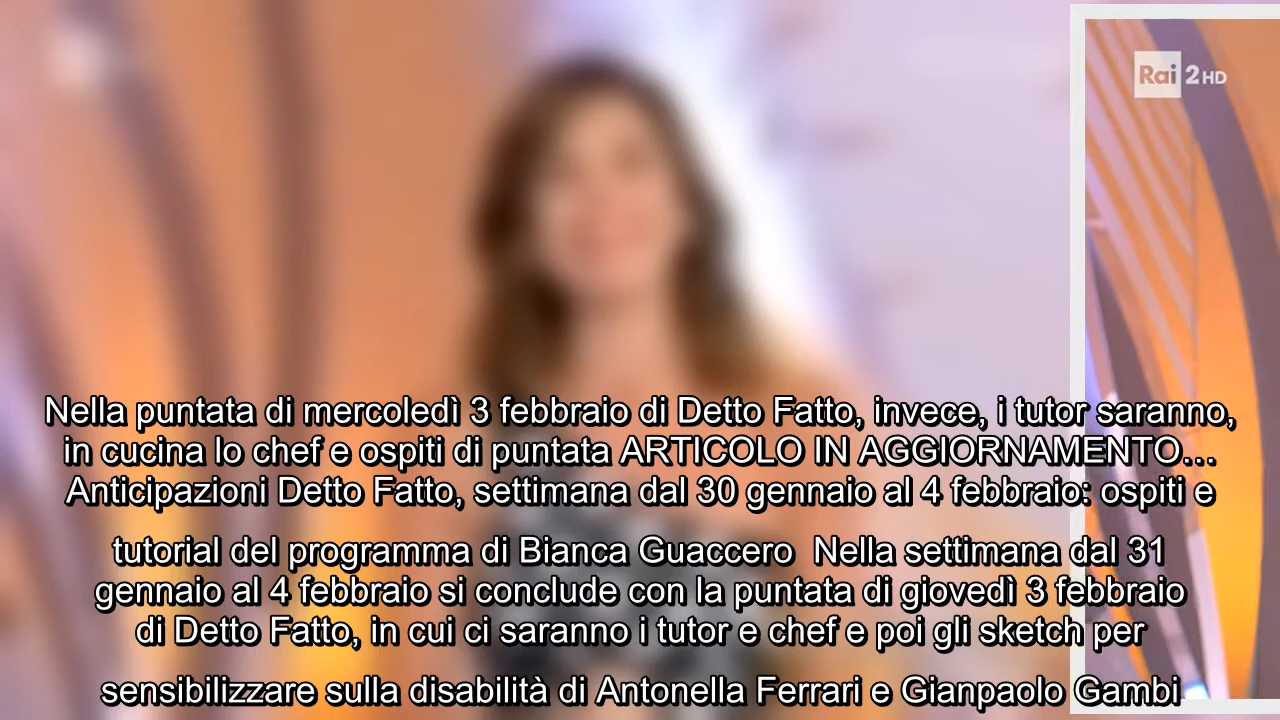 Rai 2HD
Nella puntata di mercoledì 3 febbraio di Detto Fatto, invece, i tutor saranno,
in cucina lo chef e ospiti di puntata ARTICOLO IN AGGIORNAMENTO…
Anticipazioni Detto Fatto, settimana dal 30 gennaio al 4 febbraio: ospiti e
tutorial del programma di Bianca Guaccero  Nella settimana dal 31
gennaio al 4 febbraio si conclude con la puntata di giovedì 3 febbraio
di Detto Fatto, in cui ci saranno i tutor e chef e poi gli sketch per
sensibilizzare sulla disabilità di Antonella Ferrari e Gianpaolo Gambi